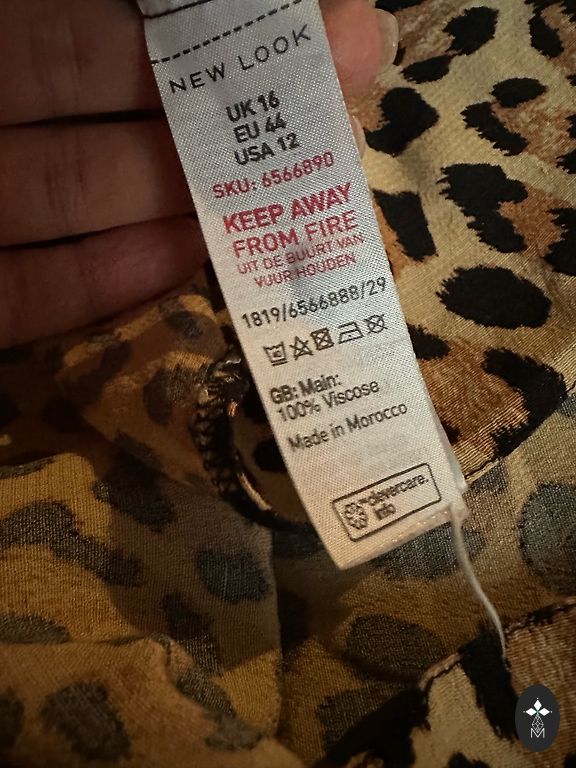 NEW LOOK
UK 16
EU 44
USA 12
SKU: 6566890
KEEP AWAY
FROM FIRE
UIT DE BUURT VAN
VUUR HOUDEN
1819/6566888/29
GB: Main:
100% Viscose
Made in Morocco
clevercare.
info